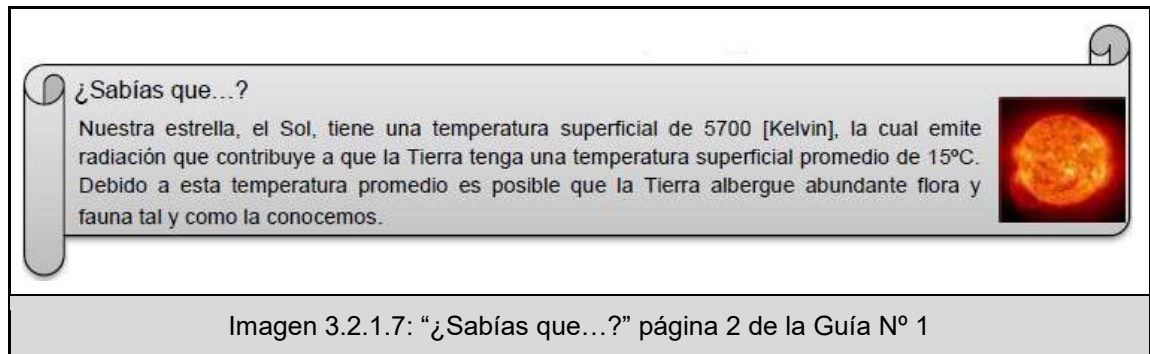 ¿Sabías que…?
Nuestra estrella, el Sol, tiene una temperatura superficial de 5700 [Kelvin], la cual emite
radiación que contribuye a que la Tierra tenga una temperatura superficial promedio de 15ºC.
Debido a esta temperatura promedio es posible que la Tierra albergue abundante flora y
fauna tal y como la conocemos.
Imagen 3.2.1.7: “¿Sabías que…?” página 2 de la Guía Nº 1